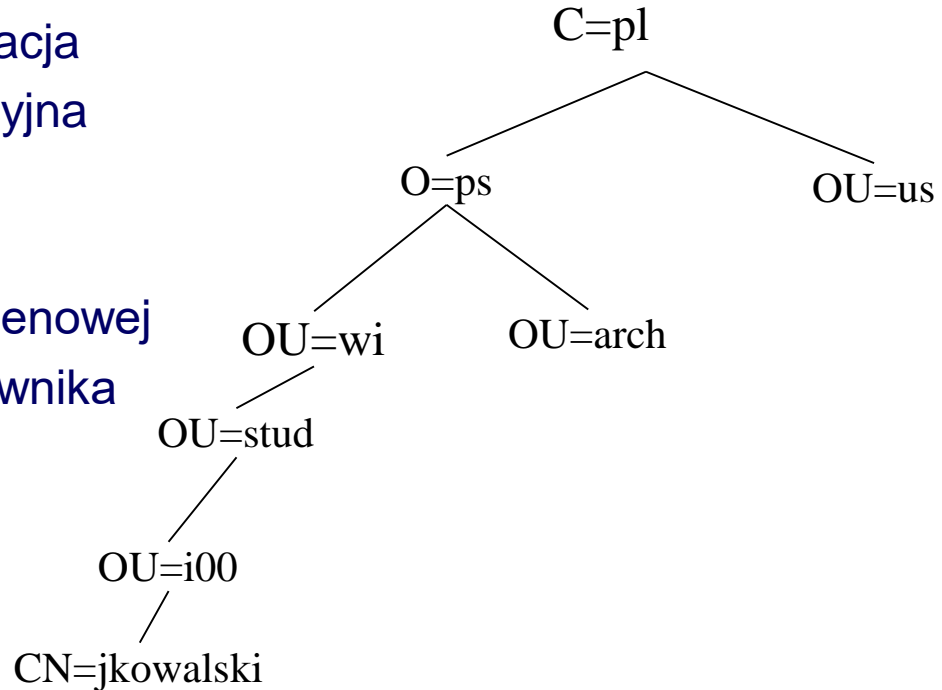 acja
yjna
enowej
wnika
C=pl
O=ps
OU=us
OU=wi
OU=arch
OU=stud
OU=i00
CN=jkowalski